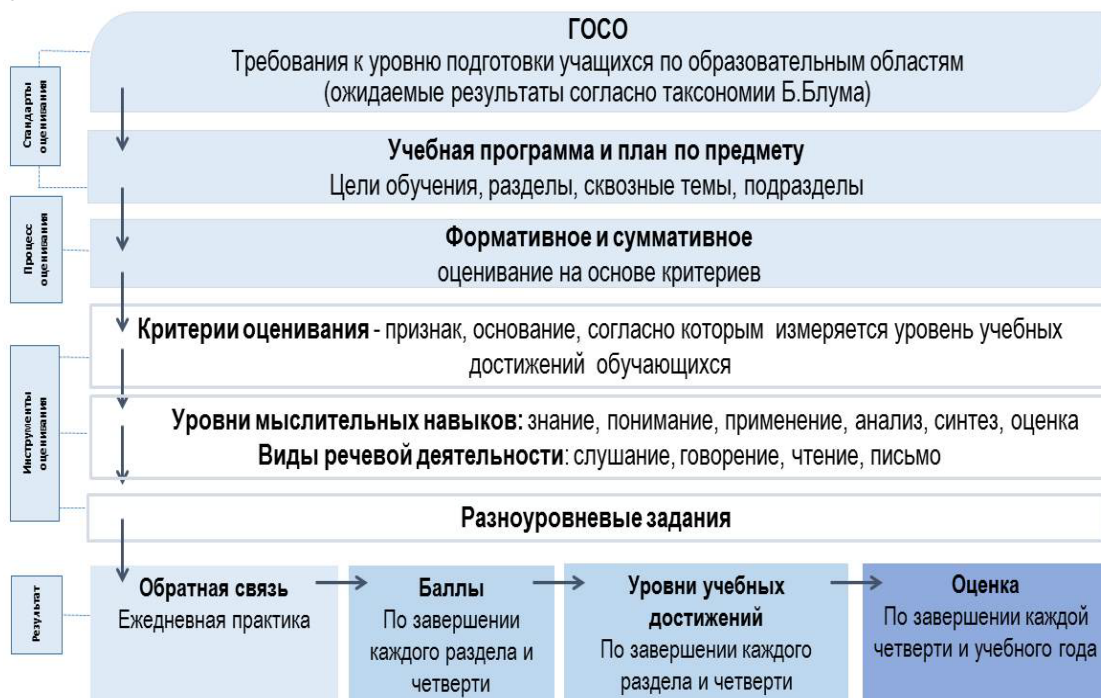 ГОСО
Требования к уровню подготовки учащихся по образовательным областям
(ожидаемые результаты согласно таксономии Б.Блума)
Стандарты
оценивания
Учебная программа и план по предмету
Цели обучения, разделы, сквозные темы, подразделы
Процесс
оценивания
Формативное и суммативное
оценивание на основе критериев
Инструменты
оценивания
Критерии оценивания - признак, основание, согласно которым измеряется уровень учебных
достижений обучающихся
Уровни мыслительных навыков: знание, понимание, применение, анализ, синтез, оценка
Виды речевой деятельности: слушание, говорение, чтение, письмо
Разноуровневые задания
Результат
Обратная связь
Ежедневная практика
Баллы
По завершении
каждого раздела и
четверти
Уровни учебных
достижений
По завершении каждого
раздела и четверти
Оценка
По завершении каждой
четверти и учебного года